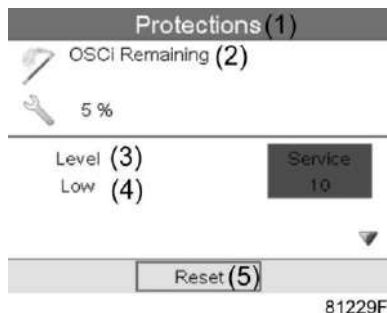 Protections (1)
OSCi Remaining (2)
5 %
Level (3)
Service
Low (4)
10
Reset (5)
81229F